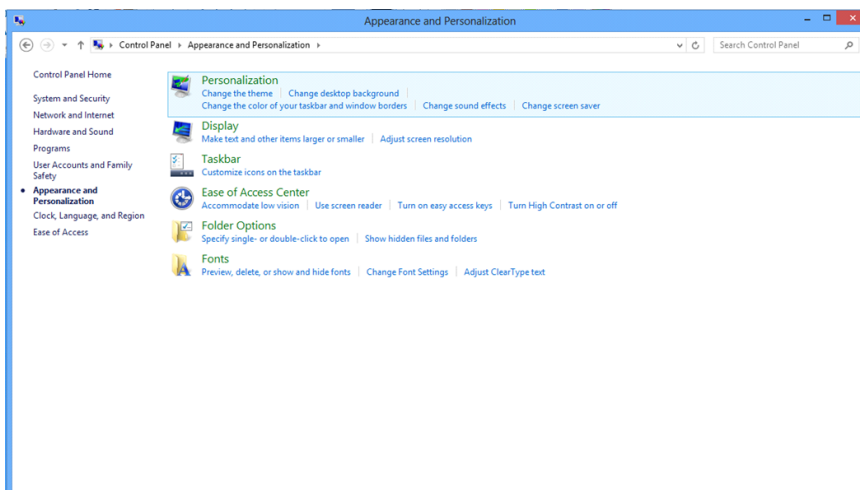 Appearance and Personalization
Control Panel Appearance and Personalization
Search Control Panel
Control Panel Home
System and Security
Network and Internet
Hardware and Sound
Programs
User Accounts and Family
Safety
Appearance and
Personalization
Clock, Language, and Region
Ease of Access
Personalization
Change the theme Change desktop background
Change the color of your taskbar and window borders Change sound effects Change screen saver
Display
Make text and other items larger or smaller Adjust screen resolution
Taskbar
Customize icons on the taskbar
Ease of Access Center
Accommodate low vision Use screen reader Turn on easy access keys Turn High Contrast on or off
Folder Options
Specify single- or double-click to open Show hidden files and folders
Fonts
Preview, delete, or show and hide fonts Change Font Settings Adjust ClearType text